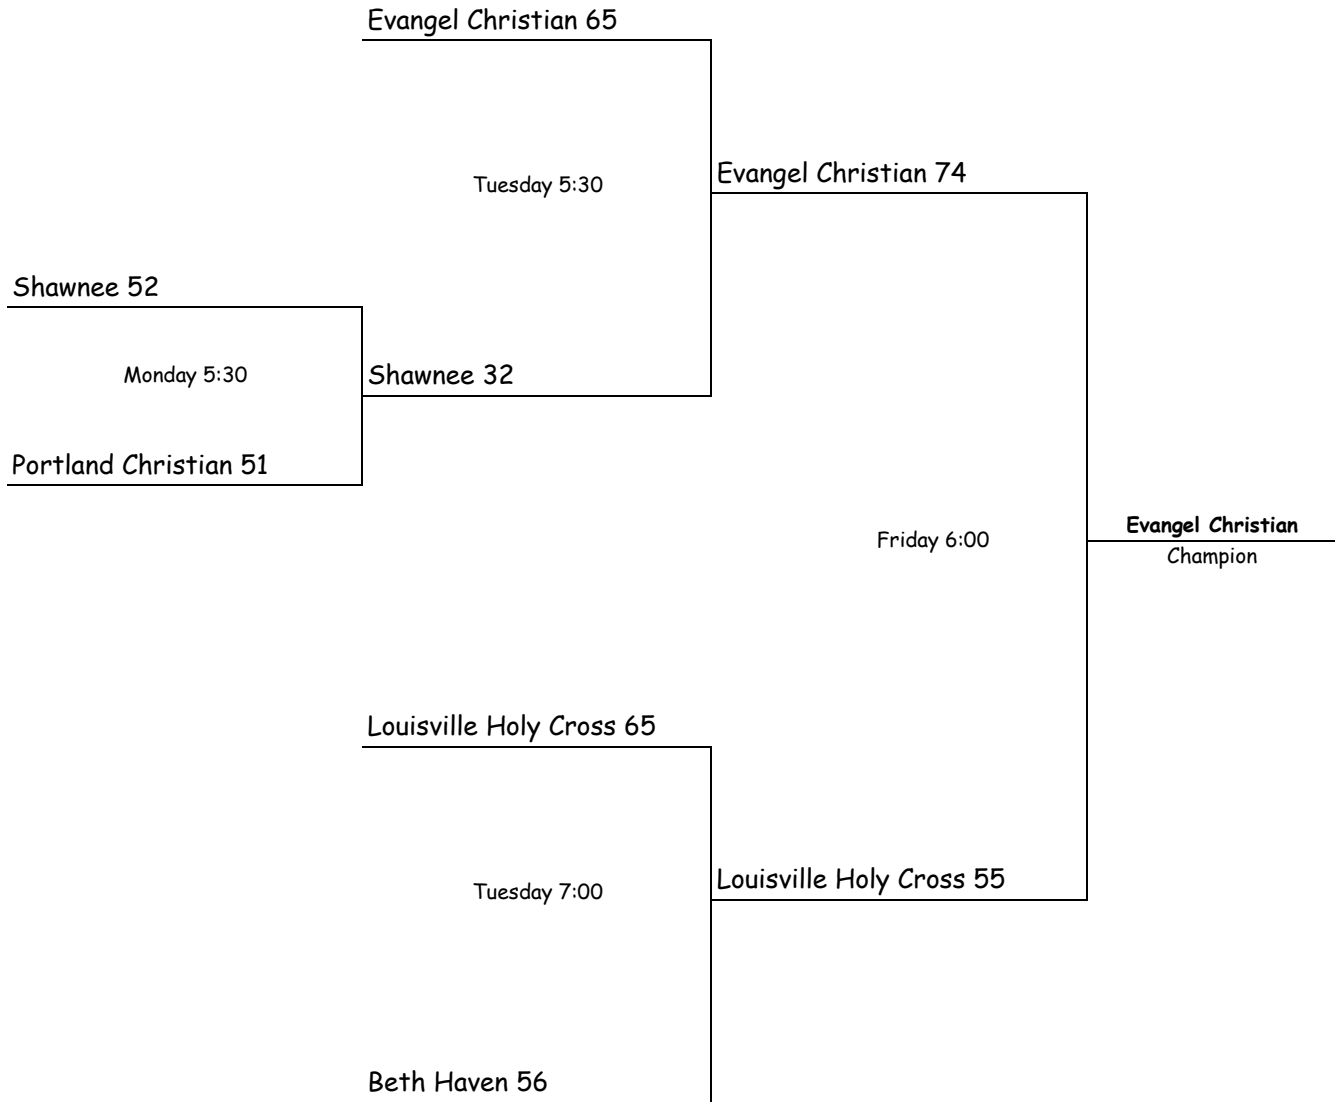 Evangel Christian 65
Tuesday 5:30
Evangel Christian 74
Shawnee 52
Monday 5:30
Shawnee 32
Portland Christian 51
Friday 6:00
Evangel Christian
Champion
Louisville Holy Cross 65
Tuesday 7:00
Louisville Holy Cross 55
Beth Haven 56